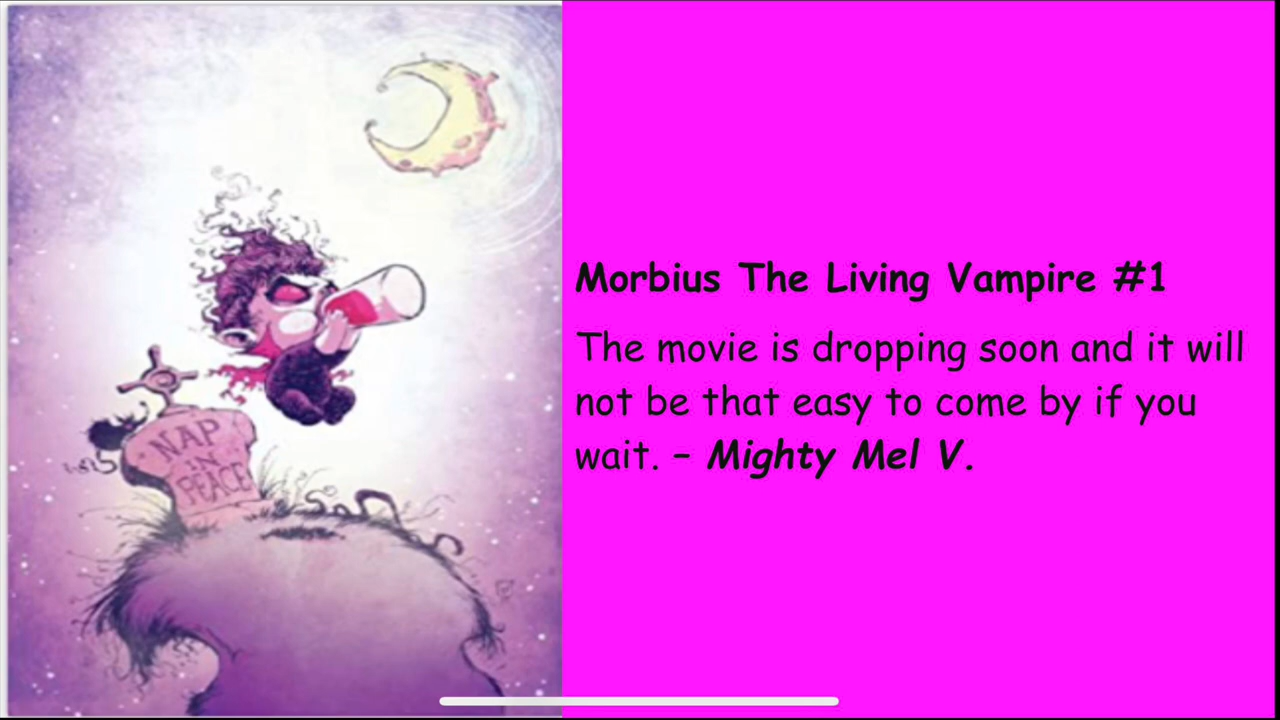 NAP
IN
PEACE
Morbius The Living Vampire #1
The movie is dropping soon and it will
not be that easy to come by if you
wait. – Mighty Mel V.